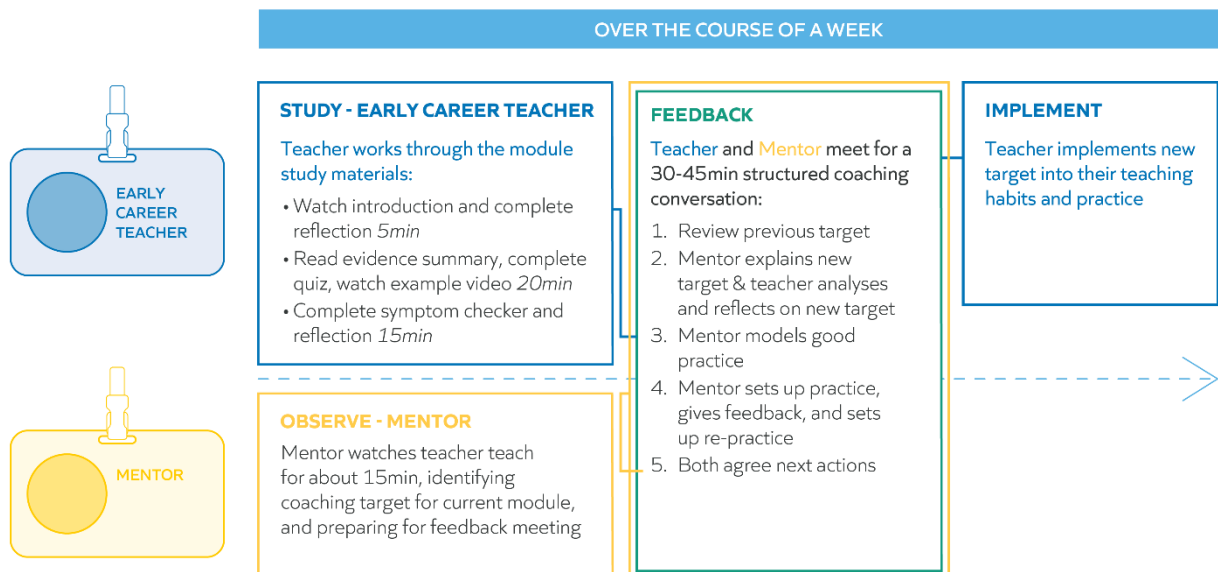 OVER THE COURSE OF A WEEK
EARLY
CAREER
TEACHER
STUDY - EARLY CAREER TEACHER
Teacher works through the module
study materials:
• Watch introduction and complete
reflection 5min
• Read evidence summary, complete
quiz, watch example video 20min
• Complete symptom checker and
reflection 15min
MENTOR
OBSERVE - MENTOR
Mentor watches teacher teach
for about 15min, identifying
coaching target for current module,
and preparing for feedback meeting
FEEDBACK
Teacher and Mentor meet for a
30-45min structured coaching
conversation:
1. Review previous target
2. Mentor explains new
target & teacher analyses
and reflects on new target
3. Mentor models good
practice
4. Mentor sets up practice,
gives feedback, and sets
up re-practice
5. Both agree next actions
IMPLEMENT
Teacher implements new
target into their teaching
habits and practice